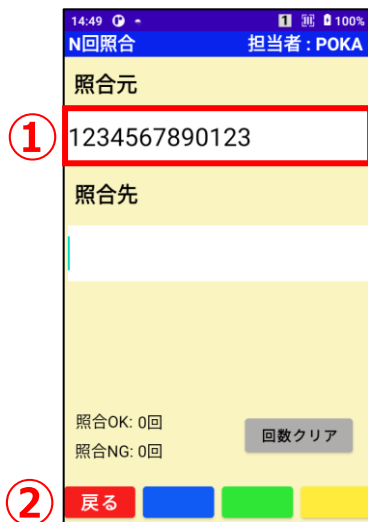 14:49 1 100%
N回照合 担当者 : POKA
照合元
① 1234567890123
照合先
照合OK: 0回
照合NG: 0回
回数クリア
② 戻る